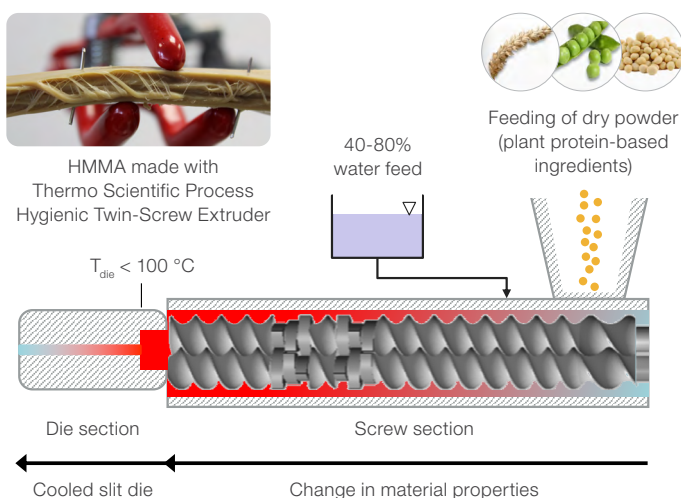 HMMA made with
Thermo Scientific Process
Hygienic Twin-Screw Extruder
40-80%
water feed
Feeding of dry powder
(plant protein-based
ingredients)
Tdie < 100 °C
Die section
Screw section
Cooled slit die
Change in material properties